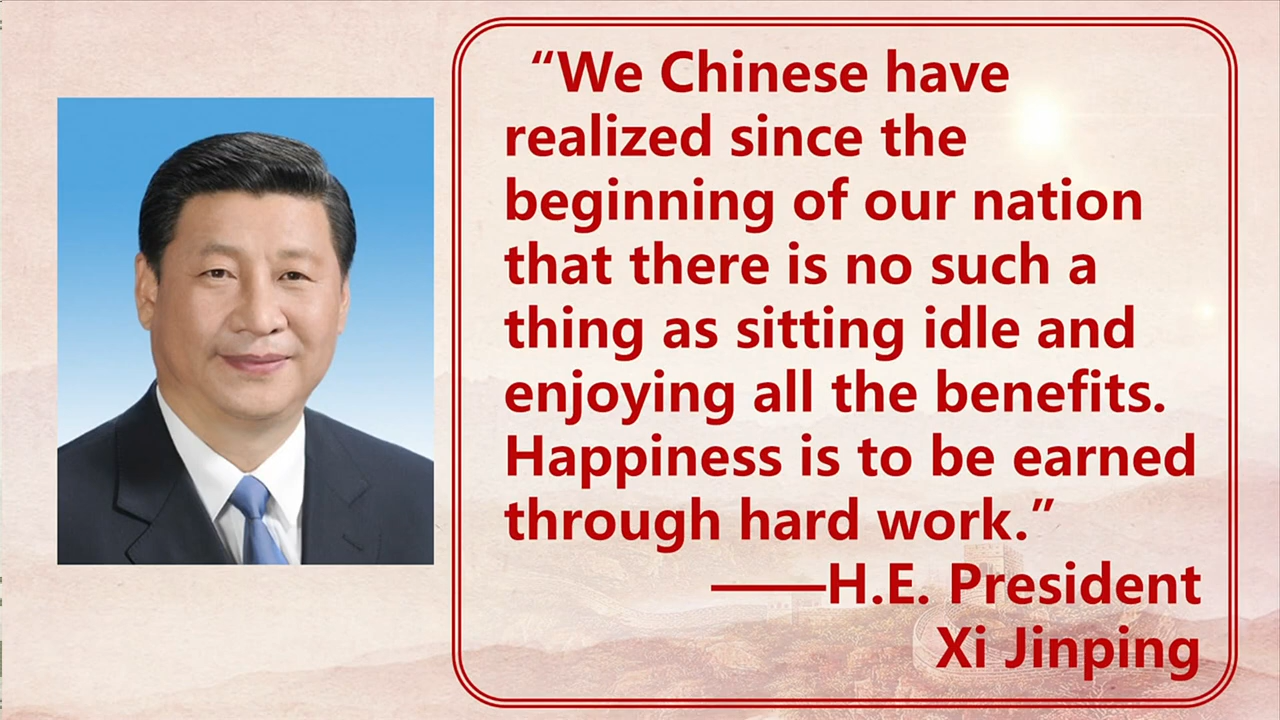 “We Chinese have
realized since the
beginning of our nation
that there is no such a
thing as sitting idle and
enjoying all the benefits.
Happiness is to be earned
through hard work.”
——H.E. President
Xi Jinping